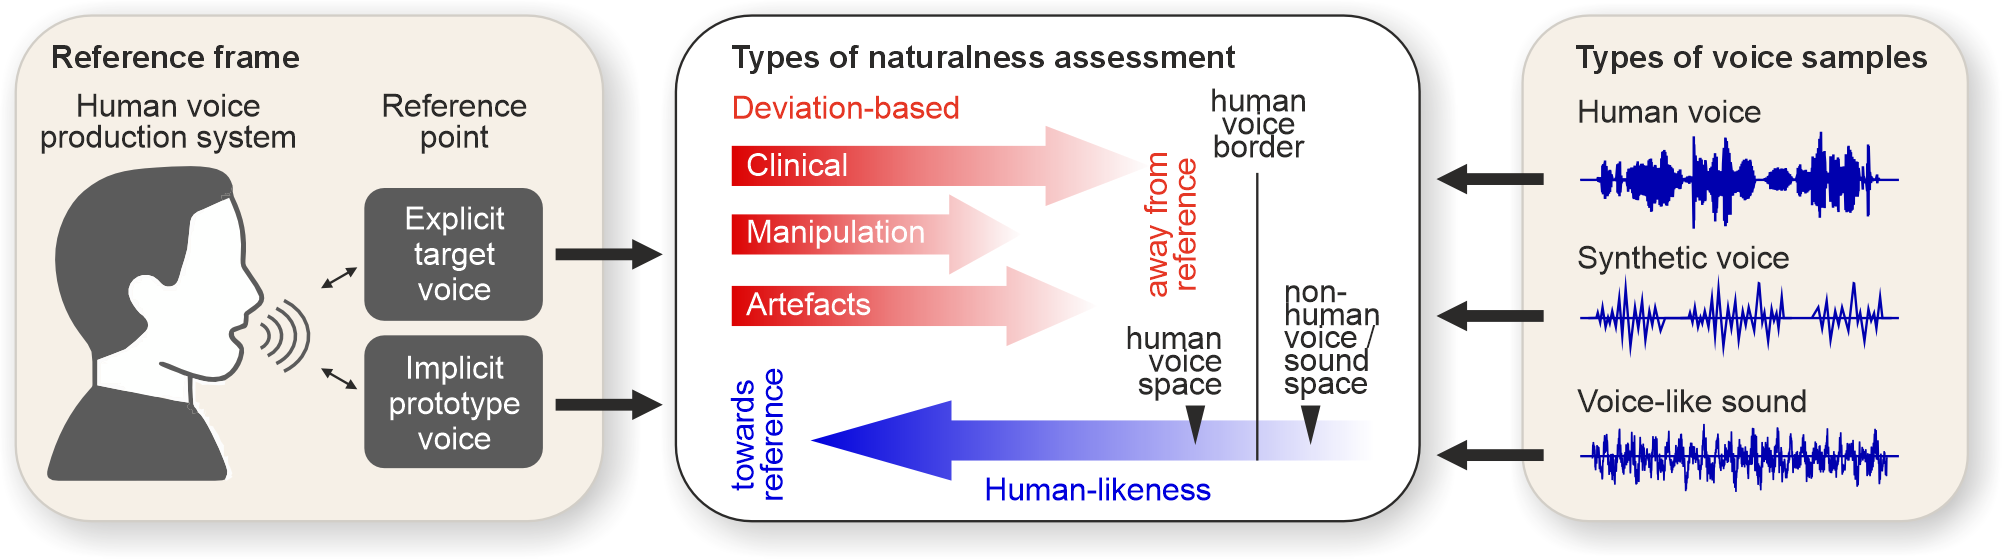 Reference frame
Human voice
production system
Reference
point
Explicit
target
voice
Implicit
prototype
voice
Types of naturalness assessment
Deviation-based
Clinical
Manipulation
Artefacts
away from
reference
human
voice
border
human
voice
space
non-
human
voice /
sound
space
towards
reference
Human-likeness
Types of voice samples
Human voice
Synthetic voice
Voice-like sound